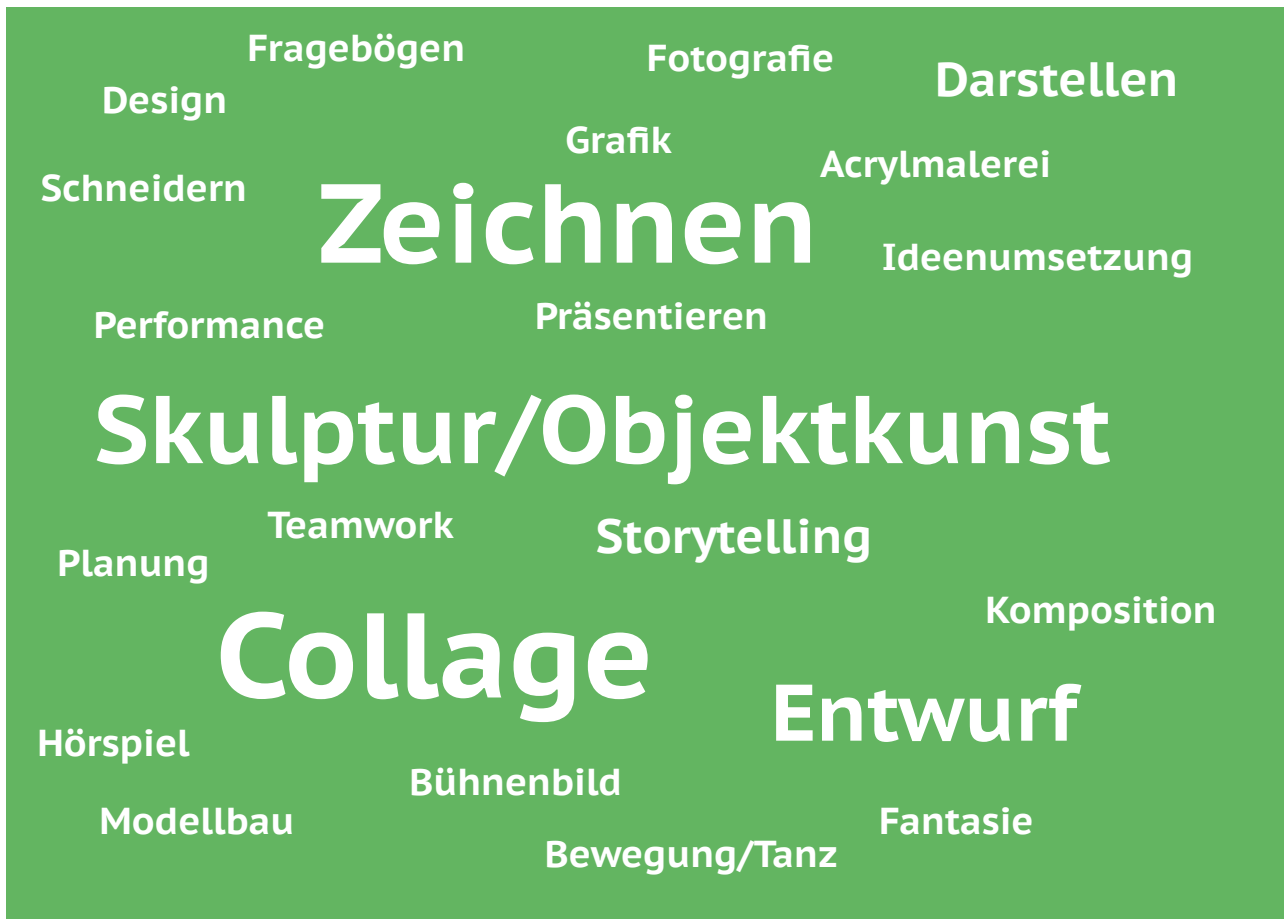 Fragebögen
Fotografie
Darstellen
Design
Grafik
Acrylmalerei
Schneidern
Zeichnen
Ideenumsetzung
Performance
Präsentieren
Skulptur/Objektkunst
Teamwork
Storytelling
Planung
Komposition
Collage
Entwurf
Hörspiel
Bühnenbild
Modellbau
Fantasie
Bewegung/Tanz